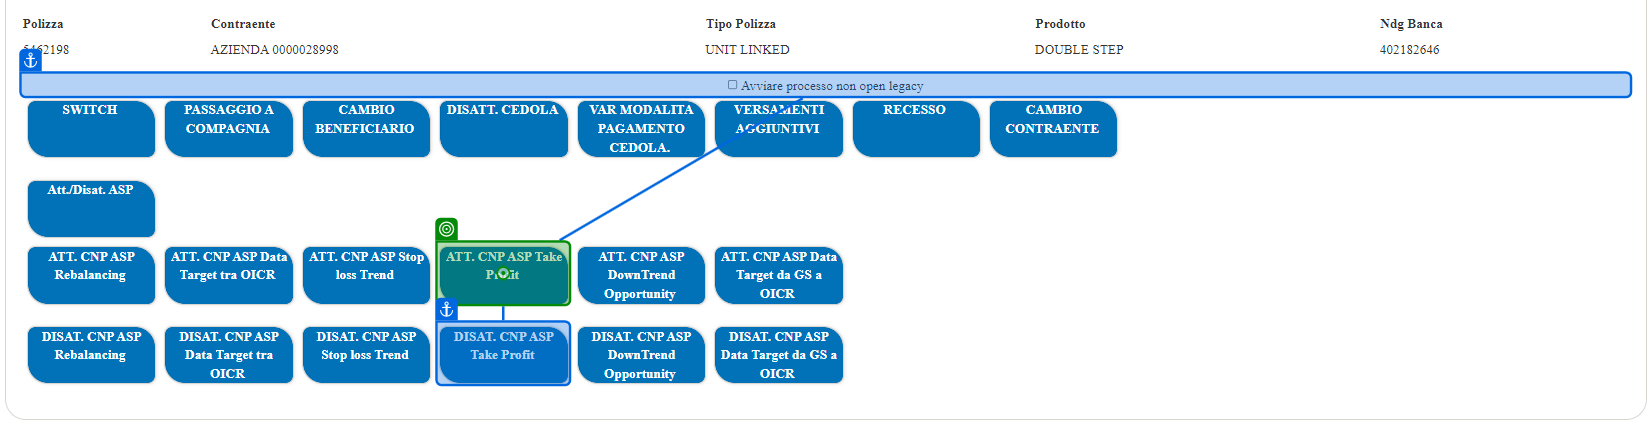 Polizza Contraente Tipo Polizza Prodotto Ndg Banca
5462198 AZIENDA 0000028998 UNIT LINKED DOUBLE STEP 402182646
Avviare processo non open legacy
SWITCH
PASSAGGIO A
COMPAGNIA
CAMBIO
BENEFICIARIO
DISATT. CEDOLA
VAR MODALITA
PAGAMENTO
CEDOLA.
VERSAMENTI
AGGIUNTIVI
RECESSO
CAMBIO
CONTRAENTE
Att./Disat. ASP
ATT. CNP ASP
Rebalancing
ATT. CNP ASP Data
Target tra OICR
ATT. CNP ASP Stop
loss Trend
ATT. CNP ASP Take
Profit
ATT. CNP ASP
DownTrend
Opportunity
ATT. CNP ASP Data
Target da GS a
OICR
DISAT. CNP ASP
Rebalancing
DISAT. CNP ASP
Data Target tra
OICR
DISAT. CNP ASP
Stop loss Trend
DISAT. CNP ASP
Take Profit
DISAT. CNP ASP
DownTrend
Opportunity
DISAT. CNP ASP
Data Target da GS a
OICR